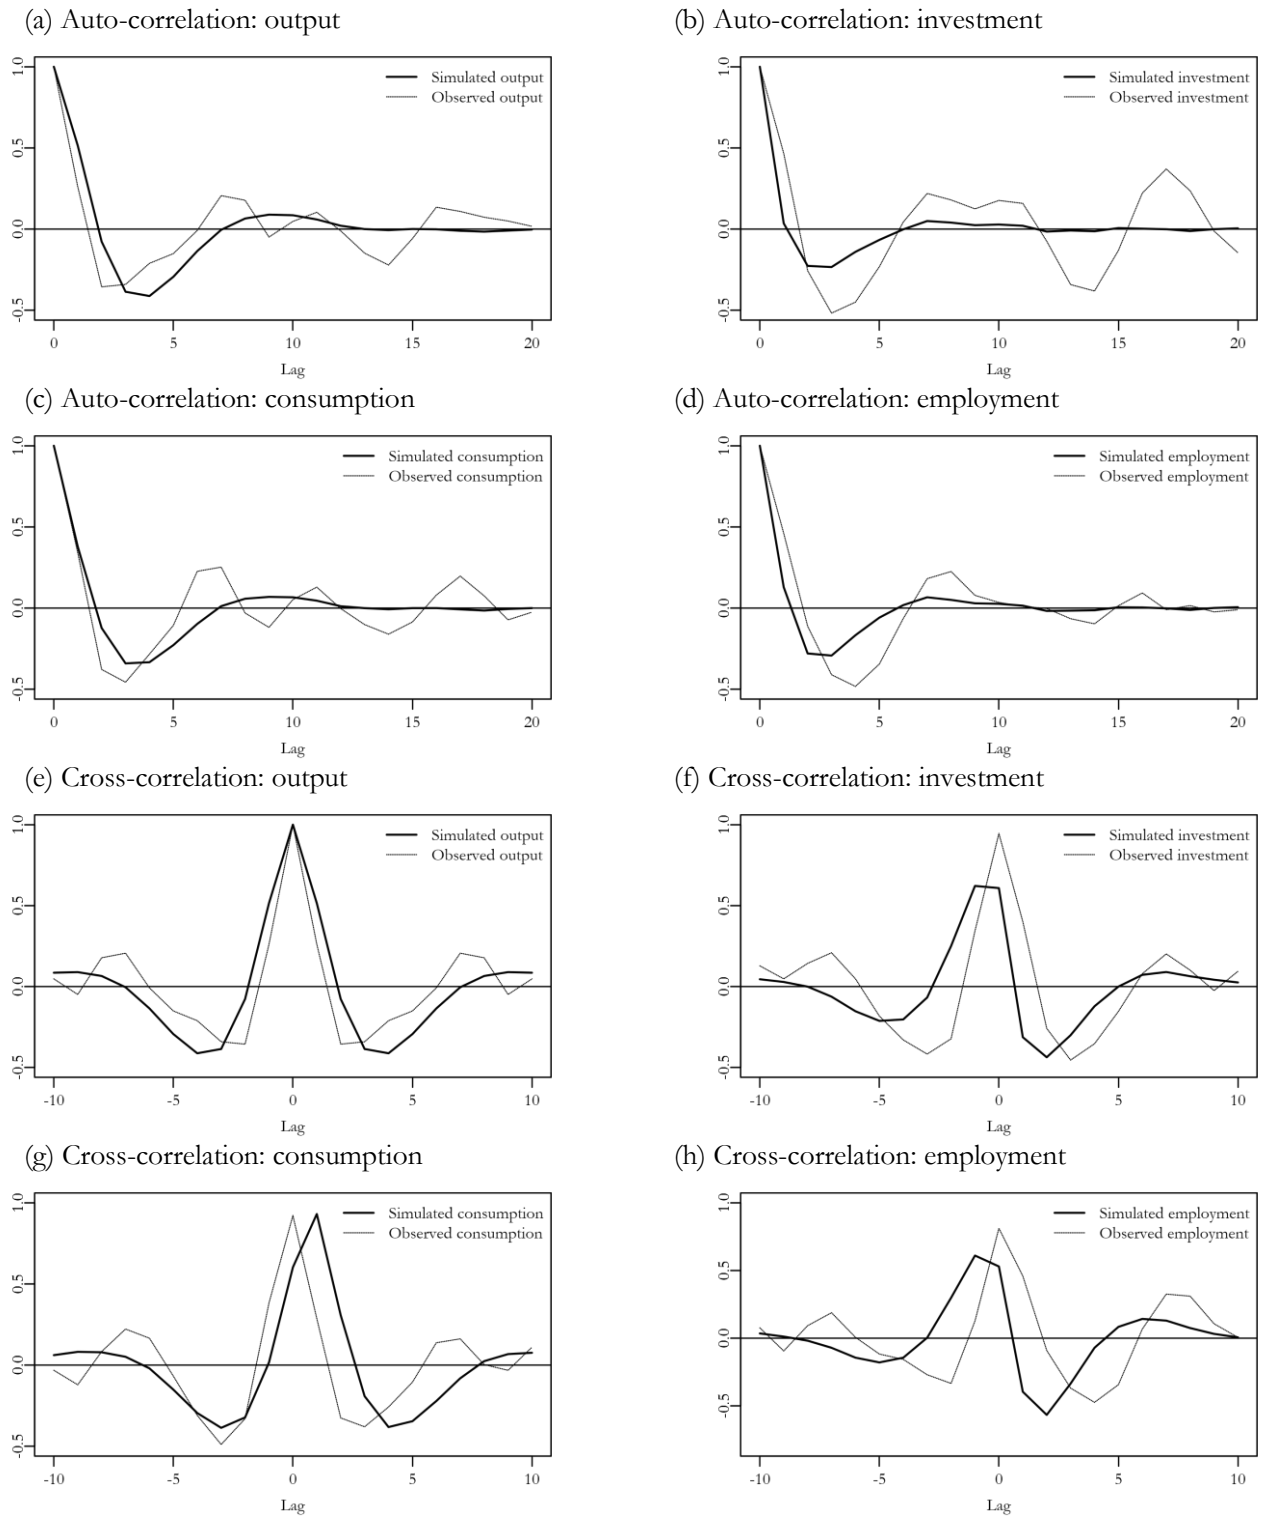 (a) Auto-correlation: output
1.0
0.5
0.0
-0.5
Simulated output
Observed output
0 5 10 15 20
Lag
(b) Auto-correlation: investment
1.0
0.5
0.0
-0.5
Simulated investment
Observed investment
0 5 10 15 20
Lag
(c) Auto-correlation: consumption
1.0
0.5
0.0
-0.5
Simulated consumption
Observed consumption
0 5 10 15 20
Lag
(d) Auto-correlation: employment
1.0
0.5
0.0
-0.5
Simulated employment
Observed employment
0 5 10 15 20
Lag
(e) Cross-correlation: output
1.0
0.5
0.0
-0.5
Simulated output
Observed output
-10 -5 0 5 10
Lag
(f) Cross-correlation: investment
1.0
0.5
0.0
-0.5
Simulated investment
Observed investment
-10 -5 0 5 10
Lag
(g) Cross-correlation: consumption
1.0
0.5
0.0
-0.5
Simulated consumption
Observed consumption
-10 -5 0 5 10
Lag
(h) Cross-correlation: employment
1.0
0.5
0.0
-0.5
Simulated employment
Observed employment
-10 -5 0 5 10
Lag